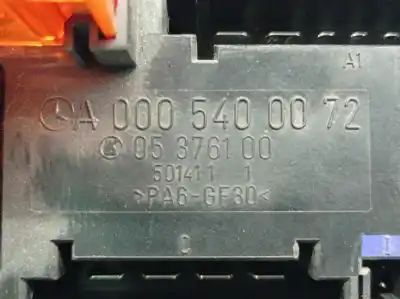 A1
A 000 540 00 72
05 3761 00
501411 1
>PA6-GF30<